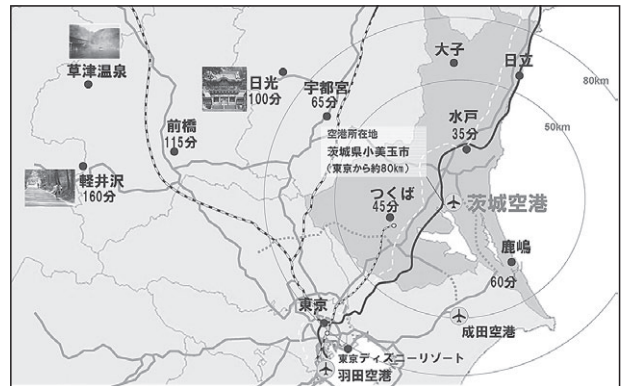 大子
日立
80km
草津温泉
日光
100分
宇都宮
65分
水戸
35分
50km
前橋
115分
空港所在地
茨城県小美玉市
(東京から約80km)
軽井沢
160分
つくば
45分
茨城空港
鹿嶋
60分
東京
成田空港
東京ディズニーリゾート
羽田空港